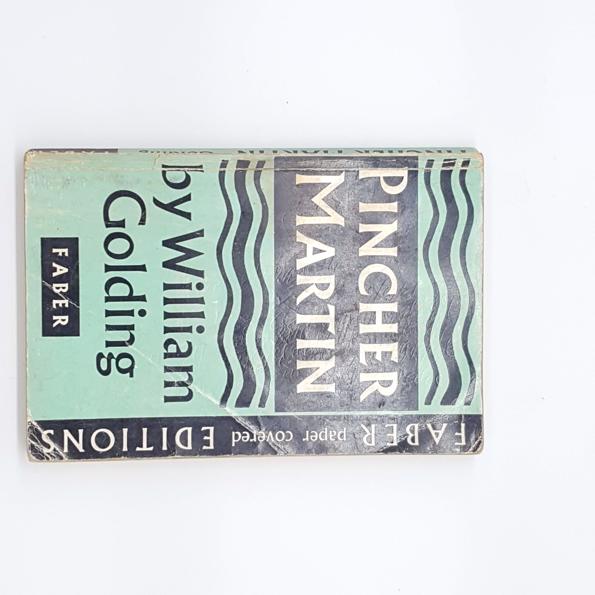 PINCHER
MARTIN
by William
Golding
FABER
FABER paper covered EDITIONS